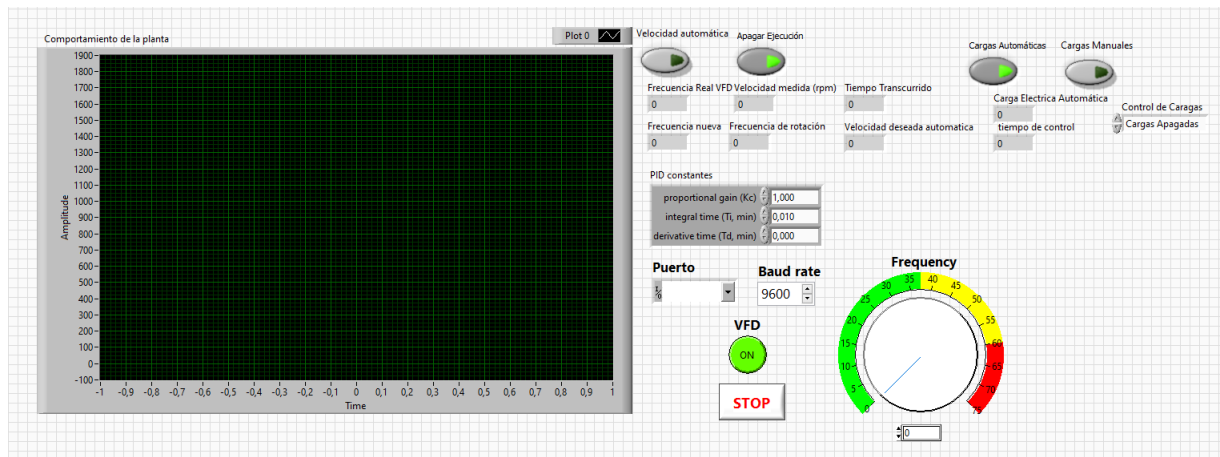 Comportamiento de la planta
Plot 0
1900
1800
1700
1600
1500
1400
1300
1200
1100
1000
900
800
700
600
500
400
300
200
100
0
-100
Amplitude
-1 -0,9 -0,8 -0,7 -0,6 -0,5 -0,4 -0,3 -0,2 -0,1 0 0,1 0,2 0,3 0,4 0,5 0,6 0,7 0,8 0,9 1
Time
Velocidad automática
Apagar Ejecución
Cargas Automáticas
Cargas Manuales
Frecuencia Real VFD
0
Velocidad medida (rpm)
0
Tiempo Transcurrido
0
Carga Electrica Automática
0
Control de Caragas
Cargas Apagadas
Frecuencia nueva
0
Frecuencia de rotación
0
Velocidad deseada automatica
0
tiempo de control
0
PID constantes
proportional gain (Kc) 1,000
integral time (Ti, min) 0,010
derivative time (Td, min) 0,000
Puerto
I/O
Baud rate
9600
VFD
ON
STOP
Frequency
0 5 10 15 20 25 30 35 40 45 50 55 60 65 70 75
0